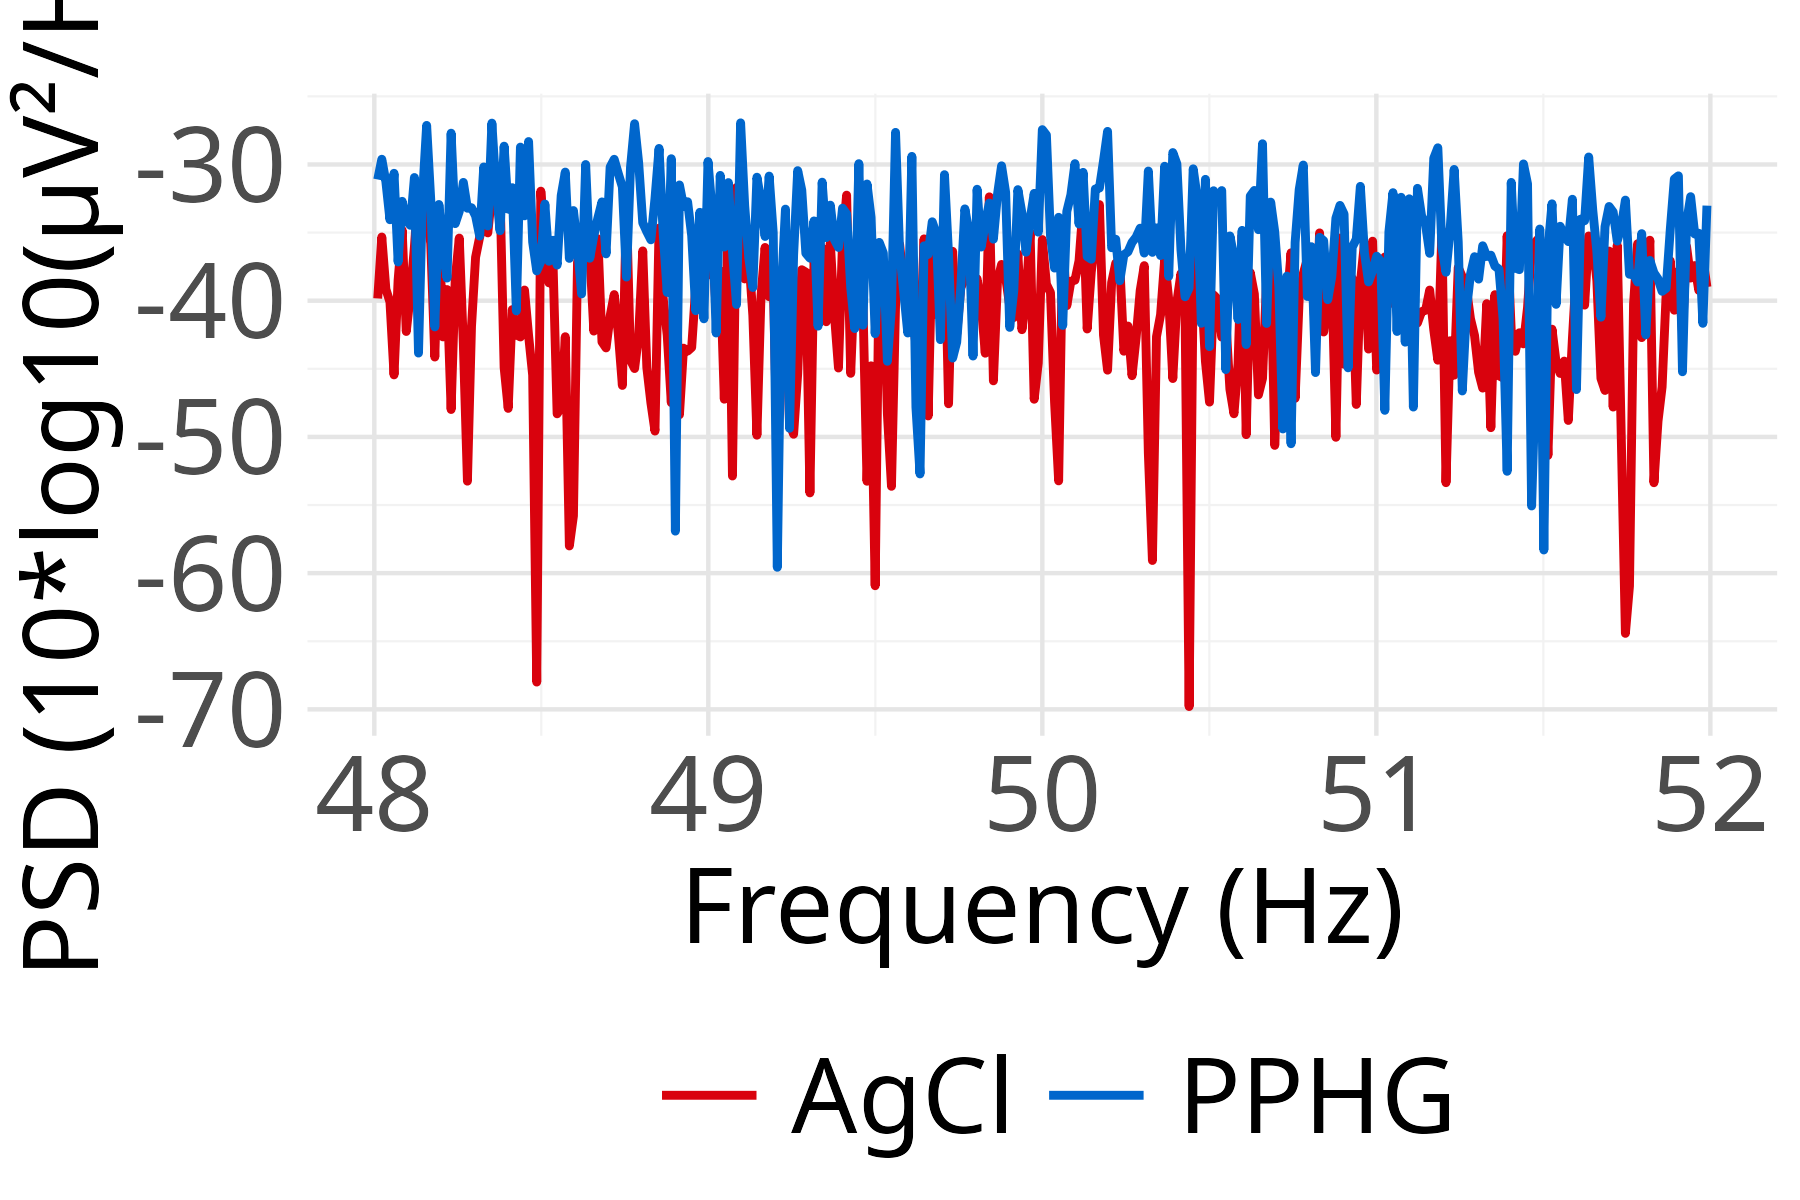 PSD (10*log10(μV²/H
-30
-40
-50
-60
-70
48 49 50 51 52
Frequency (Hz)
AgCl PPHG